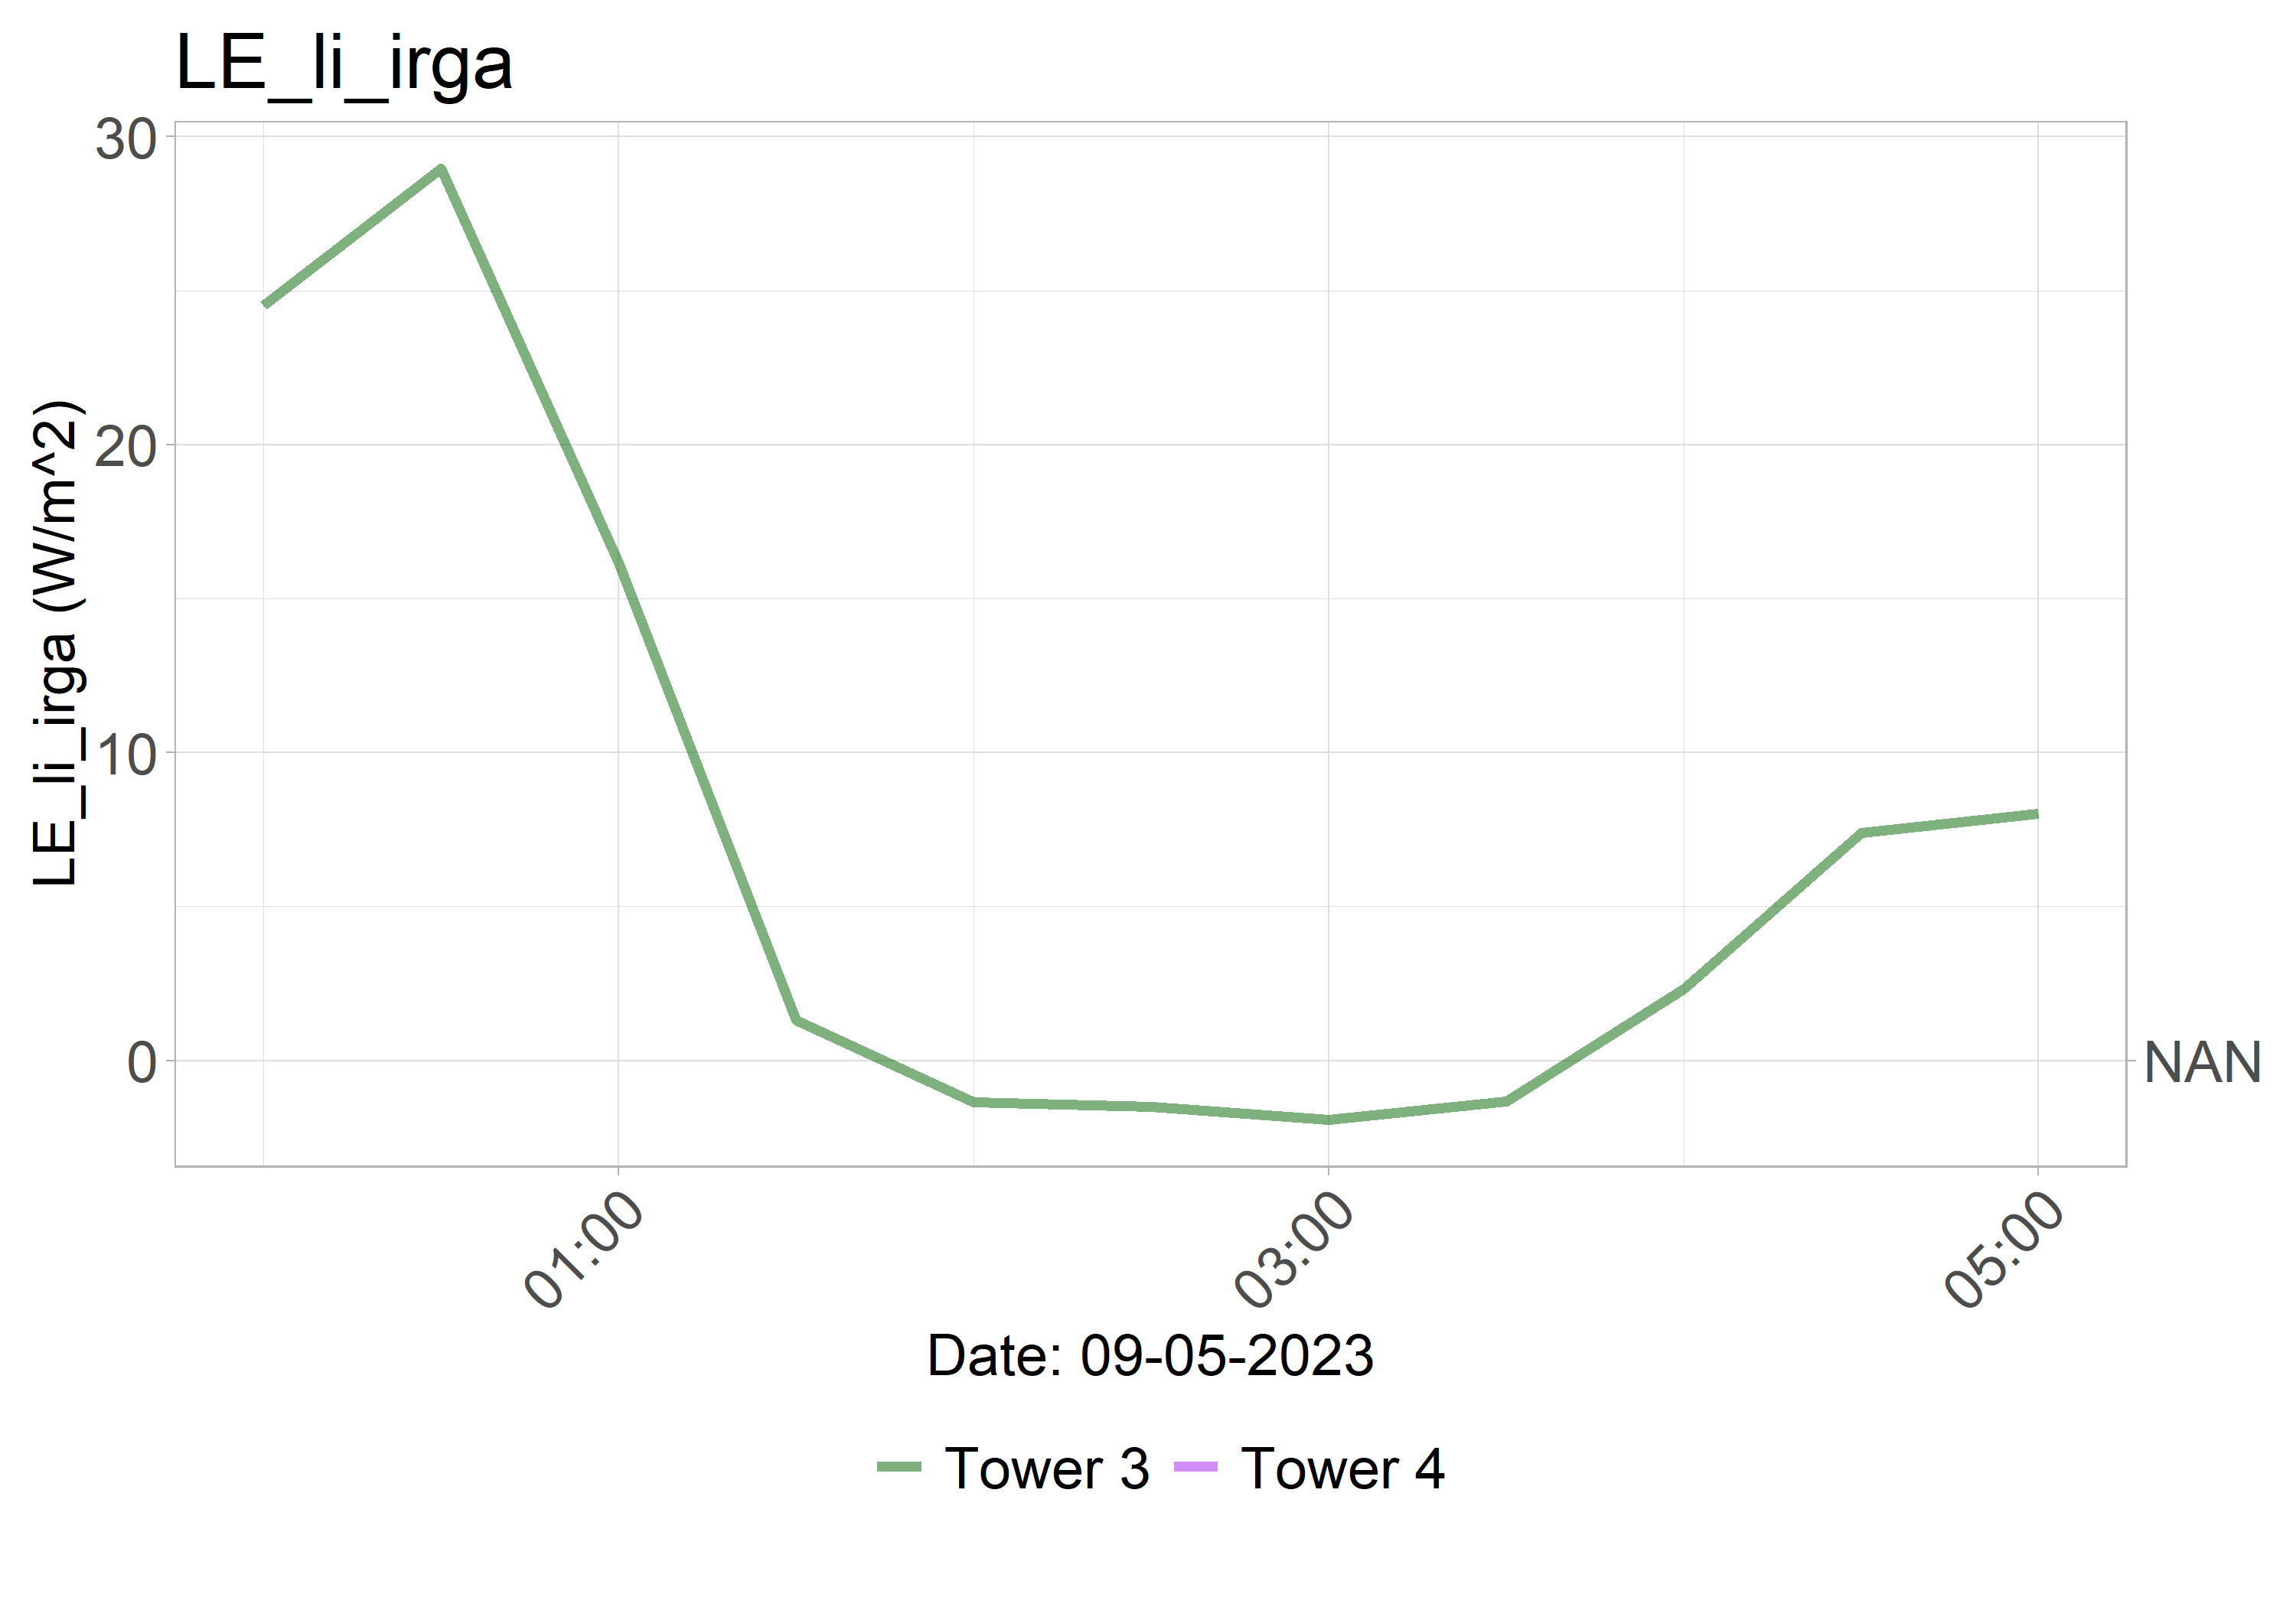 LE_li_irga
LE_li_irga (W/m^2)
30
20
10
0
NAN
01:00
03:00
05:00
Date: 09-05-2023
Tower 3
Tower 4